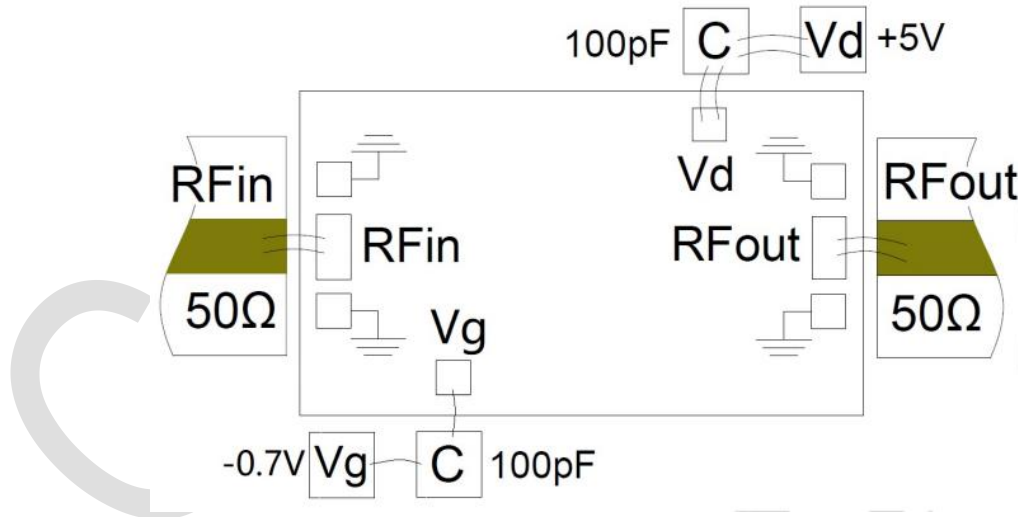 100pF C Vd +5V
Vd
RFin
RFout
RFin
RFout
50Ω
50Ω
Vg
-0.7V Vg C 100pF